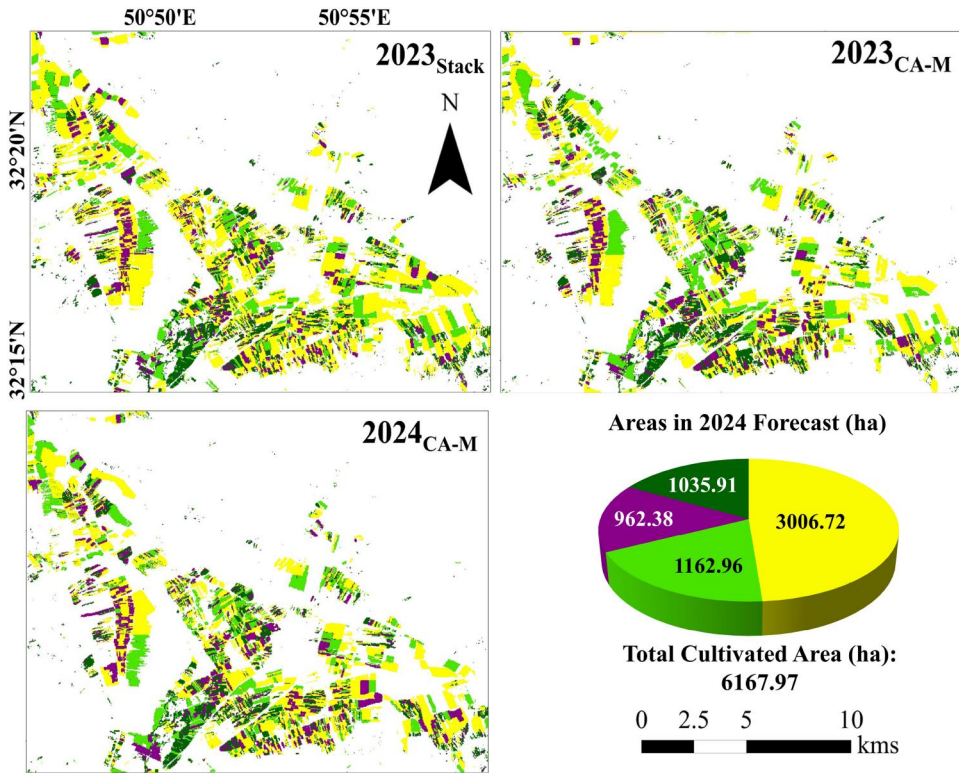 50°50'E 50°55'E
2023Stack
2023CA-M
N
32°20'N
32°15'N
2024CA-M
Areas in 2024 Forecast (ha)
1035.91
962.38
3006.72
1162.96
Total Cultivated Area (ha):
6167.97
0 2.5 5 10
kms